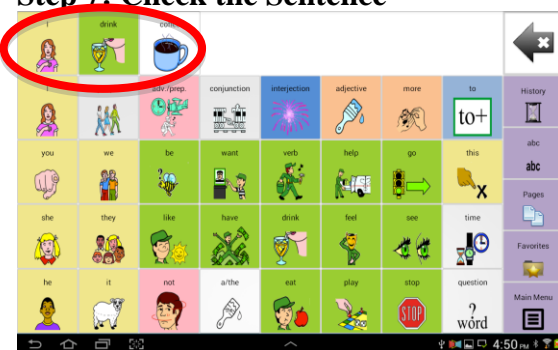 Step 7: Check the Sentence
I drink coffee
I adv./prep. conjunction interjection adjective more to History
to+
you we be want verb help go this abc
X abc
Pages
she they like have drink feel see time
Favorites
he it not a/the eat play stop question Main Menu
STOP ? word
4:50 PM